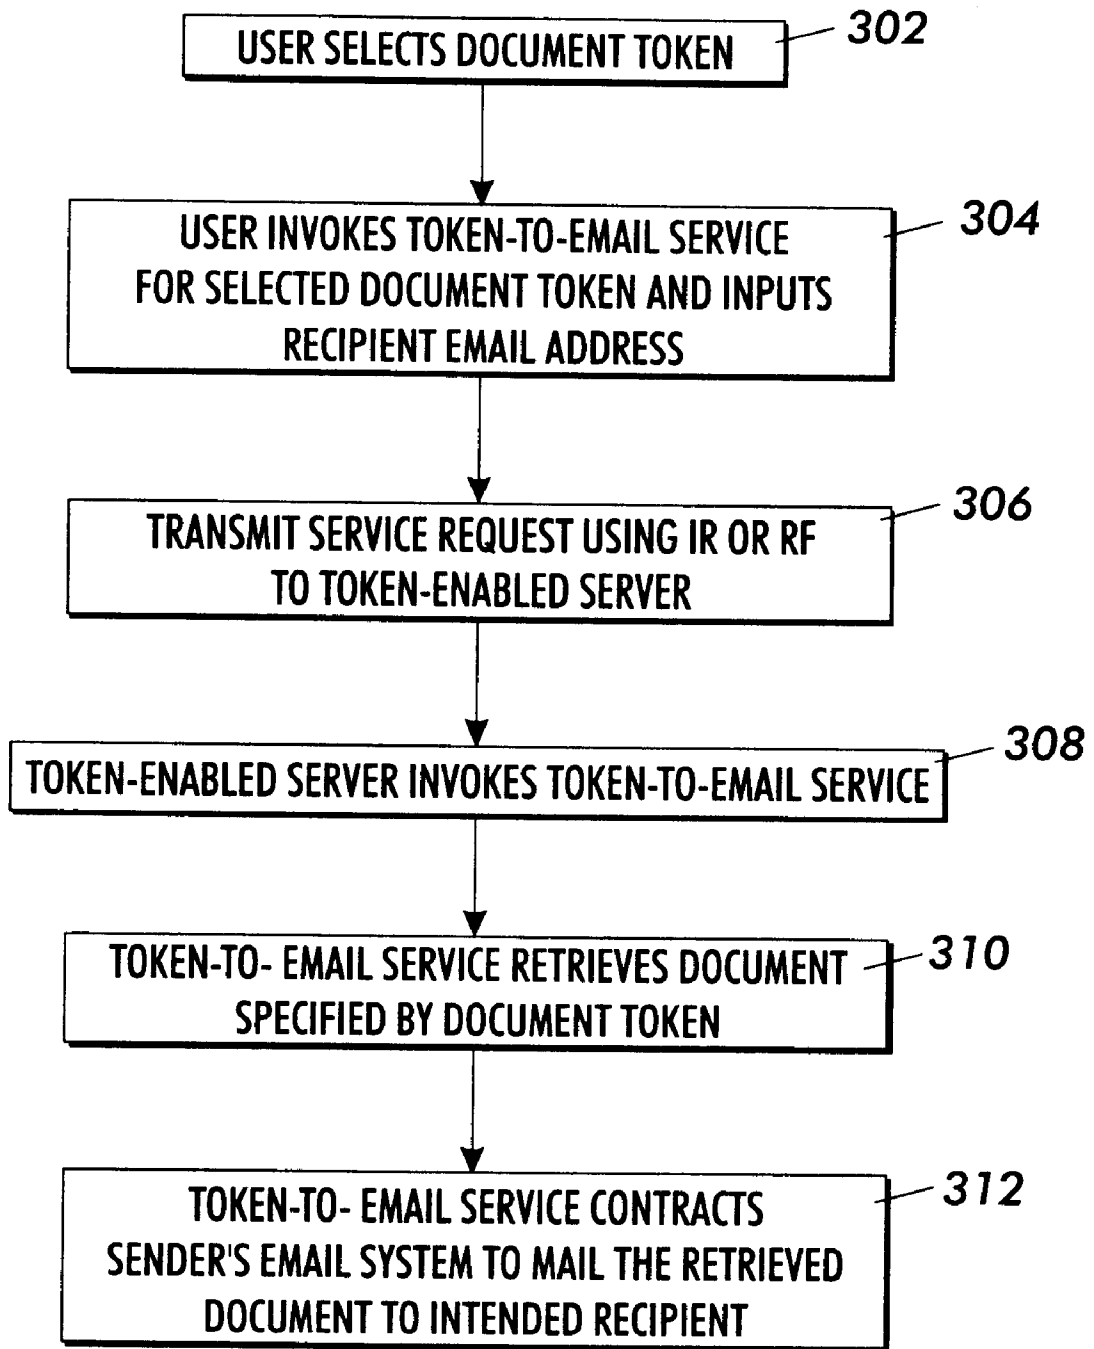 USER SELECTS DOCUMENT TOKEN
302
USER INVOKES TOKEN-TO-EMAIL SERVICE
FOR SELECTED DOCUMENT TOKEN AND INPUTS
RECIPIENT EMAIL ADDRESS
304
TRANSMIT SERVICE REQUEST USING IR OR RF
TO TOKEN-ENABLED SERVER
306
TOKEN-ENABLED SERVER INVOKES TOKEN-TO-EMAIL SERVICE
308
TOKEN-TO- EMAIL SERVICE RETRIEVES DOCUMENT
SPECIFIED BY DOCUMENT TOKEN
310
TOKEN-TO- EMAIL SERVICE CONTRACTS
SENDER'S EMAIL SYSTEM TO MAIL THE RETRIEVED
DOCUMENT TO INTENDED RECIPIENT
312